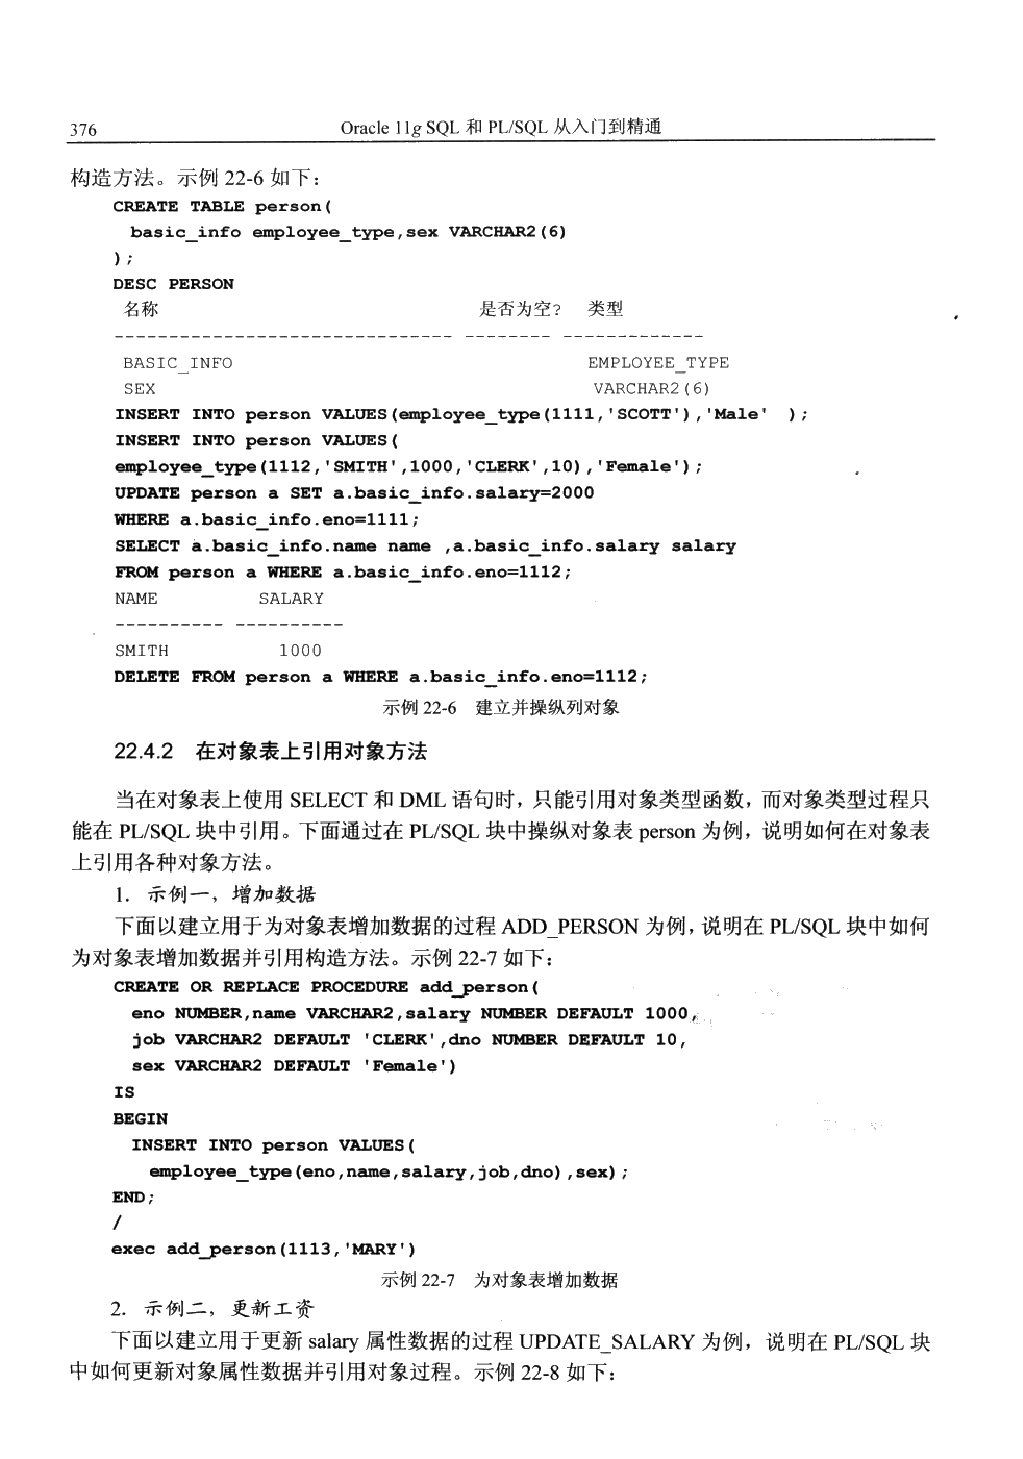 376 Oracle 11g SQL 和 PL/SQL 从入门到精通
构造方法。示例 22-6 如下：
CREATE TABLE person(
basic_info employee_type,sex VARCHAR2(6)
);
DESC PERSON
名称 是否为空? 类型
------------------------------- -------- -------------
BASIC_INFO EMPLOYEE_TYPE
SEX VARCHAR2(6)
INSERT INTO person VALUES(employee_type(1111,'SCOTT'),'Male' );
INSERT INTO person VALUES(
employee_type(1112,'SMITH',1000,'CLERK',10),'Female');
UPDATE person a SET a.basic_info.salary=2000
WHERE a.basic_info.eno=1111;
SELECT a.basic_info.name name ,a.basic_info.salary salary
FROM person a WHERE a.basic_info.eno=1112;
NAME SALARY
---------- ----------
SMITH 1000
DELETE FROM person a WHERE a.basic_info.eno=1112;
示例 22-6 建立并操纵列对象
22.4.2 在对象表上引用对象方法
当在对象表上使用 SELECT 和 DML 语句时，只能引用对象类型函数，而对象类型过程只
能在 PL/SQL 块中引用。下面通过在 PL/SQL 块中操纵对象表 person 为例，说明如何在对象表
上引用各种对象方法。
1. 示例一，增加数据
下面以建立用于为对象表增加数据的过程 ADD_PERSON 为例，说明在 PL/SQL 块中如何
为对象表增加数据并引用构造方法。示例 22-7 如下：
CREATE OR REPLACE PROCEDURE add_person(
eno NUMBER,name VARCHAR2,salary NUMBER DEFAULT 1000,
job VARCHAR2 DEFAULT 'CLERK',dno NUMBER DEFAULT 10,
sex VARCHAR2 DEFAULT 'Female')
IS
BEGIN
INSERT INTO person VALUES(
employee_type(eno,name,salary,job,dno),sex);
END;
/
exec add_person(1113,'MARY')
示例 22-7 为对象表增加数据
2. 示例二，更新工资
下面以建立用于更新 salary 属性数据的过程 UPDATE_SALARY 为例，说明在 PL/SQL 块
中如何更新对象属性数据并引用对象过程。示例 22-8 如下：